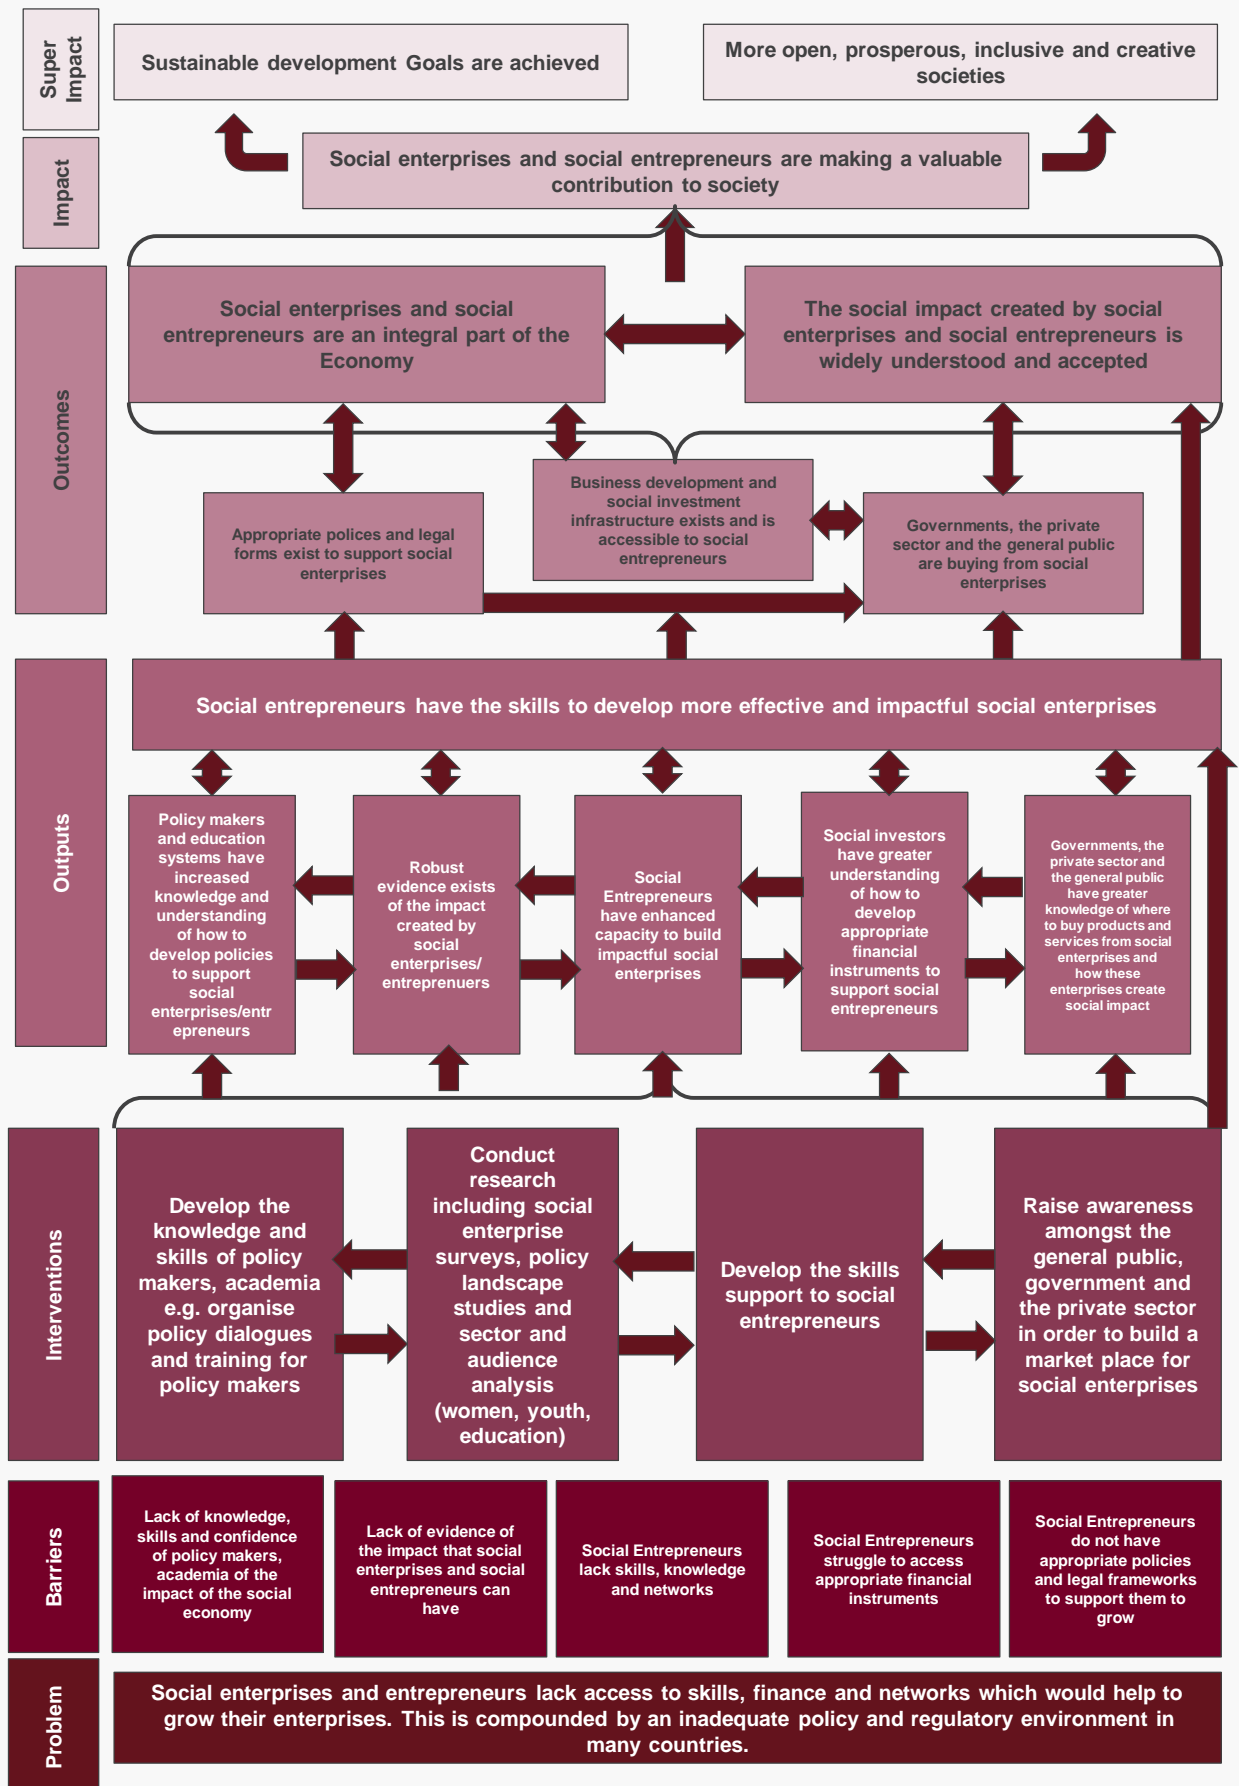 Super
Impact
Sustainable development Goals are achieved
More open, prosperous, inclusive and creative
societies
Impact
Social enterprises and social entrepreneurs are making a valuable
contribution to society
Outcomes
Social enterprises and social
entrepreneurs are an integral part of the
Economy
The social impact created by social
enterprises and social entrepreneurs is
widely understood and accepted
Appropriate polices and legal
forms exist to support social
enterprises
Business development and
social investment
infrastructure exists and is
accessible to social
entrepreneurs
Governments, the private
sector and the general public
are buying from social
enterprises
Outputs
Social entrepreneurs have the skills to develop more effective and impactful social enterprises
Policy makers
and education
systems have
increased
knowledge and
understanding
of how to
develop policies
to support
social
enterprises/entr
epreneurs
Robust
evidence exists
of the impact
created by
social
enterprises/
entreprenuers
Social
Entrepreneurs
have enhanced
capacity to build
impactful social
enterprises
Social investors
have greater
understanding
of how to
develop
appropriate
financial
instruments to
support social
entrepreneurs
Governments, the
private sector and
the general public
have greater
knowledge of where
to buy products and
services from social
enterprises and
how these
enterprises create
social impact
Interventions
Develop the
knowledge and
skills of policy
makers, academia
e.g. organise
policy dialogues
and training for
policy makers
Conduct
research
including social
enterprise
surveys, policy
landscape
studies and
sector and
audience
analysis
(women, youth,
education)
Develop the skills
support to social
entrepreneurs
Raise awareness
amongst the
general public,
government and
the private sector
in order to build a
market place for
social enterprises
Barriers
Lack of knowledge,
skills and confidence
of policy makers,
academia of the
impact of the social
economy
Lack of evidence of
the impact that social
enterprises and social
entrepreneurs can
have
Social Entrepreneurs
lack skills, knowledge
and networks
Social Entrepreneurs
struggle to access
appropriate financial
instruments
Social Entrepreneurs
do not have
appropriate policies
and legal frameworks
to support them to
grow
Problem
Social enterprises and entrepreneurs lack access to skills, finance and networks which would help to
grow their enterprises. This is compounded by an inadequate policy and regulatory environment in
many countries.